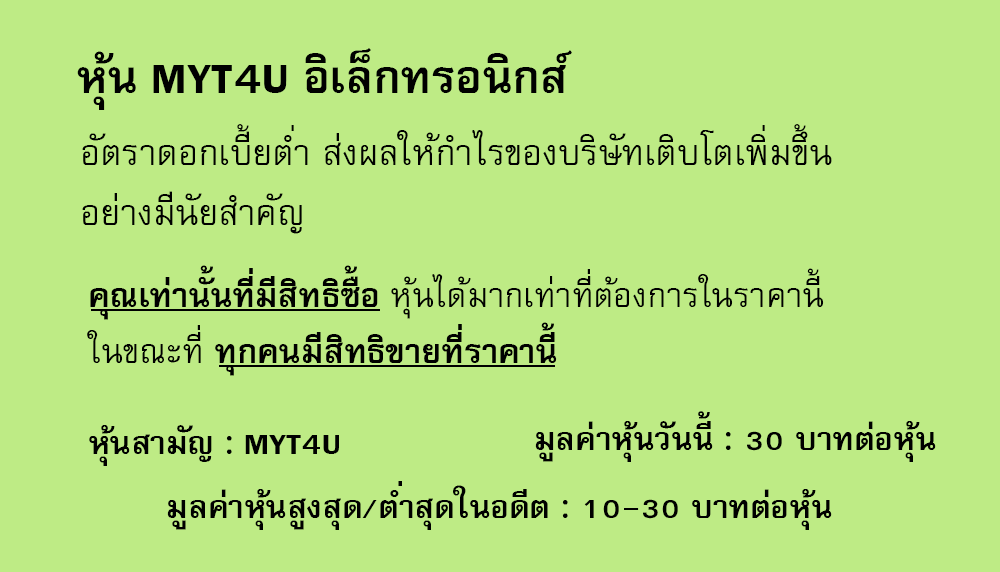 หุ้น MYT4U อิเล็กทรอนิกส์
อัตราดอกเบี้ยต่ำ ส่งผลให้กำไรของบริษัทเติบโตเพิ่มขึ้น
อย่างมีนัยสำคัญ
คุณเท่านั้นที่มีสิทธิซื้อ หุ้นได้มากเท่าที่ต้องการในราคานี้
ในขณะที่ ทุกคนมีสิทธิขายที่ราคานี้
หุ้นสามัญ : MYT4U
มูลค่าหุ้นวันนี้ : 30 บาทต่อหุ้น
มูลค่าหุ้นสูงสุด/ต่ำสุดในอดีต : 10-30 บาทต่อหุ้น